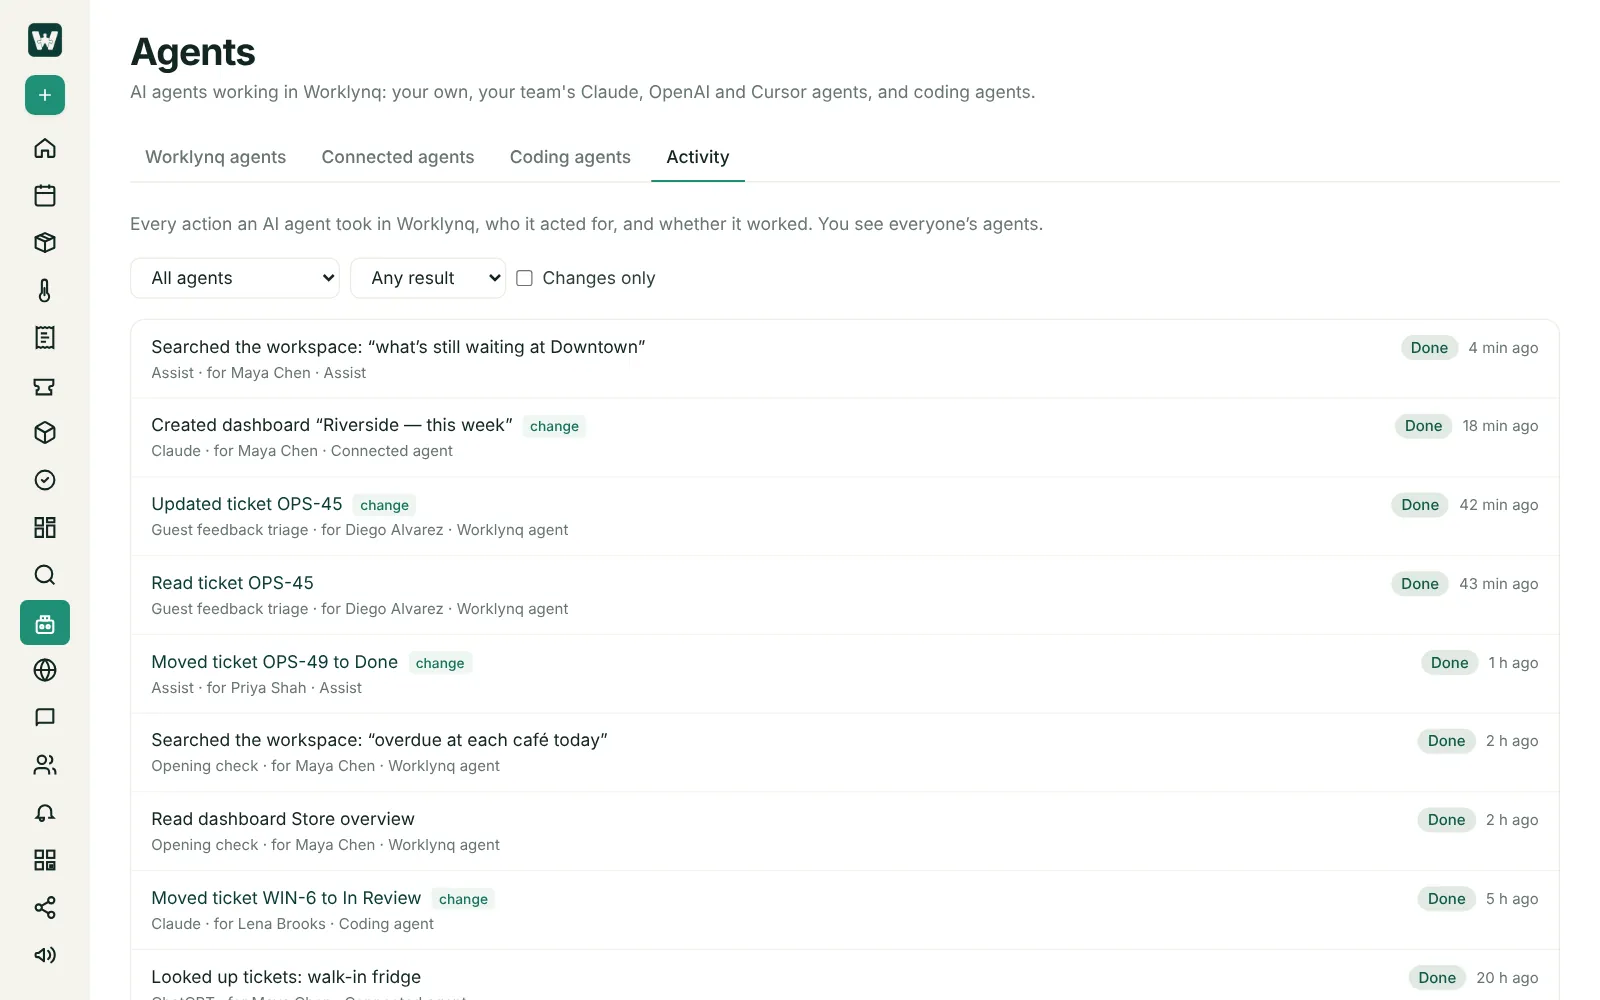 W
Agents
AI agents working in Worklynq: your own, your team's Claude, OpenAI and Cursor agents, and coding agents.
Worklynq agents Connected agents Coding agents Activity
Every action an AI agent took in Worklynq, who it acted for, and whether it worked. You see everyone’s agents.
All agents Any result Changes only
Searched the workspace: “what’s still waiting at Downtown” Done 4 min ago
Assist · for Maya Chen · Assist
Created dashboard “Riverside — this week” change Done 18 min ago
Claude · for Maya Chen · Connected agent
Updated ticket OPS-45 change Done 42 min ago
Guest feedback triage · for Diego Alvarez · Worklynq agent
Read ticket OPS-45 Done 43 min ago
Guest feedback triage · for Diego Alvarez · Worklynq agent
Moved ticket OPS-49 to Done change Done 1 h ago
Assist · for Priya Shah · Assist
Searched the workspace: “overdue at each café today” Done 2 h ago
Opening check · for Maya Chen · Worklynq agent
Read dashboard Store overview Done 2 h ago
Opening check · for Maya Chen · Worklynq agent
Moved ticket WIN-6 to In Review change Done 5 h ago
Claude · for Lena Brooks · Coding agent
Looked up tickets: walk-in fridge Done 20 h ago
ChatGPT · for Maya Chen · Connected agent